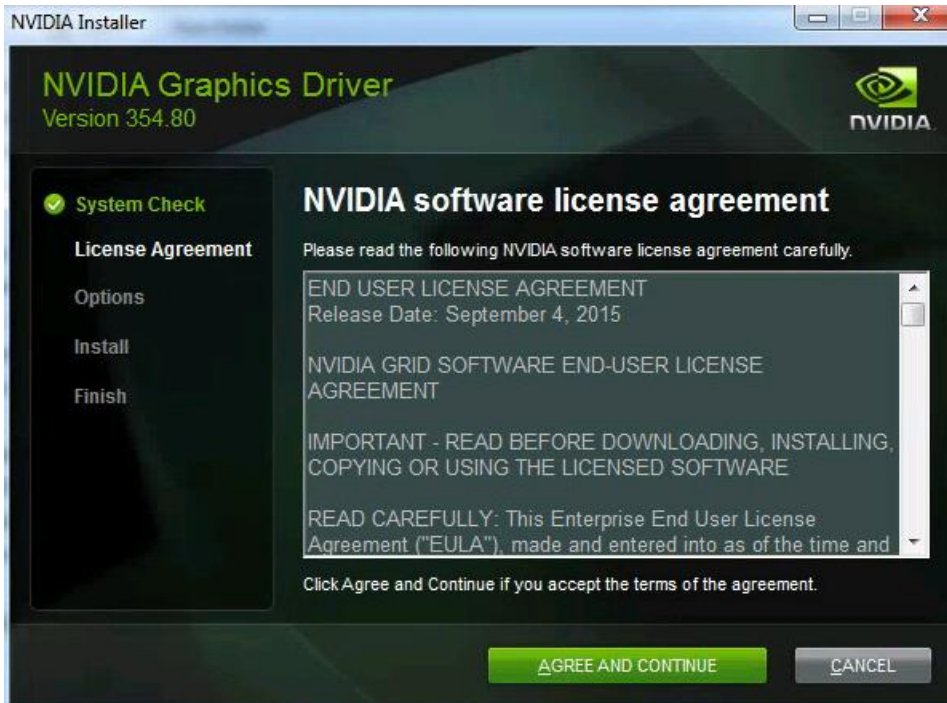 NVIDIA Installer
NVIDIA Graphics Driver
Version 354.80
NVIDIA
System Check
License Agreement
Options
Install
Finish
NVIDIA software license agreement
Please read the following NVIDIA software license agreement carefully.
END USER LICENSE AGREEMENT
Release Date: September 4, 2015
NVIDIA GRID SOFTWARE END-USER LICENSE
AGREEMENT
IMPORTANT - READ BEFORE DOWNLOADING, INSTALLING,
COPYING OR USING THE LICENSED SOFTWARE
READ CAREFULLY: This Enterprise End User License
Agreement ("EULA"), made and entered into as of the time and
Click Agree and Continue if you accept the terms of the agreement.
AGREE AND CONTINUE
CANCEL